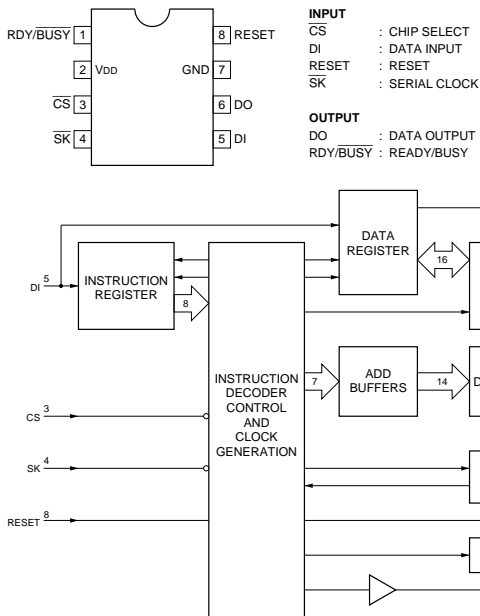 RDY/BUSY 1
2 VDD
CS 3
SK 4
8 RESET
GND 7
6 DO
5 DI
INPUT
CS : CHIP SELECT
DI : DATA INPUT
RESET : RESET
SK : SERIAL CLOCK
OUTPUT
DO : DATA OUTPUT
RDY/BUSY : READY/BUSY
DATA
REGISTER
16
DI 5
INSTRUCTION
REGISTER
8
INSTRUCTION
DECODER
CONTROL
AND
CLOCK
GENERATION
7
ADD
BUFFERS
14
D
CS 3
SK 4
RESET 8